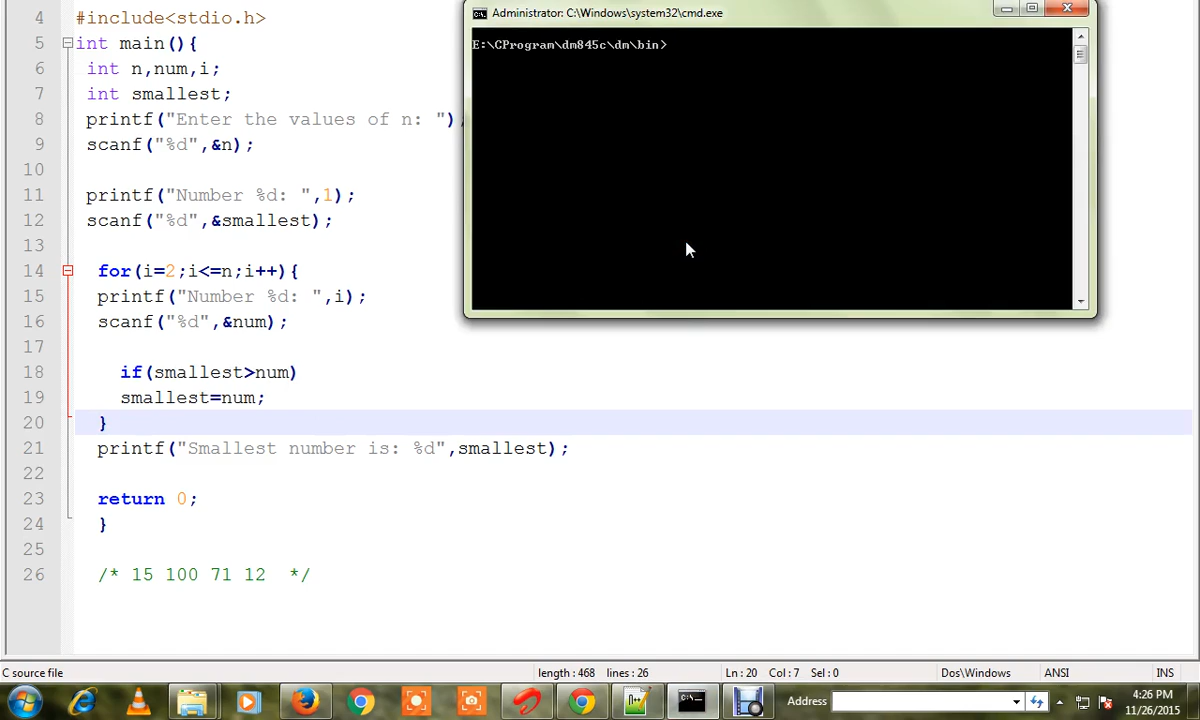 4 #include<stdio.h>
5 int main(){
6 int n,num,i;
7 int smallest;
8 printf("Enter the values of n: ");
9 scanf("%d",&n);
10
11 printf("Number %d: ",1);
12 scanf("%d",&smallest);
13
14 for(i=2;i<=n;i++){
15 printf("Number %d: ",i);
16 scanf("%d",&num);
17
18 if(smallest>num)
19 smallest=num;
20 }
21 printf("Smallest number is: %d",smallest);
22
23 return 0;
24 }
25
26 /* 15 100 71 12 */
Administrator: C:\Windows\system32\cmd.exe
E:\CProgram\dm845c\dm\bin>
C source file length : 468 lines : 26 Ln : 20 Col : 7 Sel : 0 Dos\Windows ANSI INS
Address 4:26 PM
11/26/2015